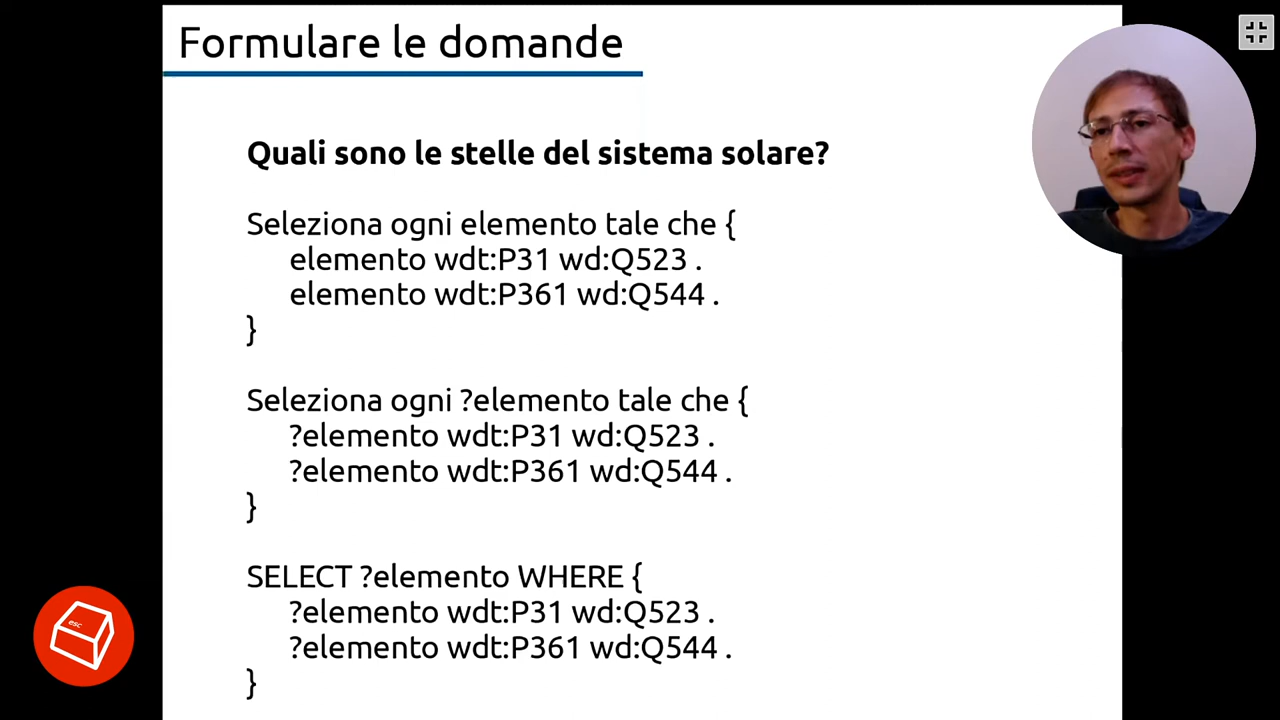 Formulare le domande
Quali sono le stelle del sistema solare?
Seleziona ogni elemento tale che {
elemento wdt:P31 wd:Q523 .
elemento wdt:P361 wd:Q544 .
}
Seleziona ogni ?elemento tale che {
?elemento wdt:P31 wd:Q523 .
?elemento wdt:P361 wd:Q544 .
}
SELECT ?elemento WHERE {
?elemento wdt:P31 wd:Q523 .
?elemento wdt:P361 wd:Q544 .
}
esc